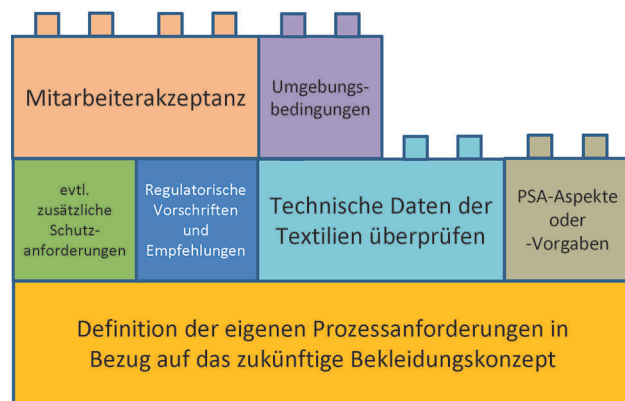 Mitarbeiterakzeptanz
Umgebungs-
bedingungen
evtl.
zusätzliche
Schutz-
anforderungen
Regulatorische
Vorschriften
und
Empfehlungen
Technische Daten der
Textilien überprüfen
PSA-Aspekte
oder
-Vorgaben
Definition der eigenen Prozessanforderungen in
Bezug auf das zukünftige Bekleidungskonzept